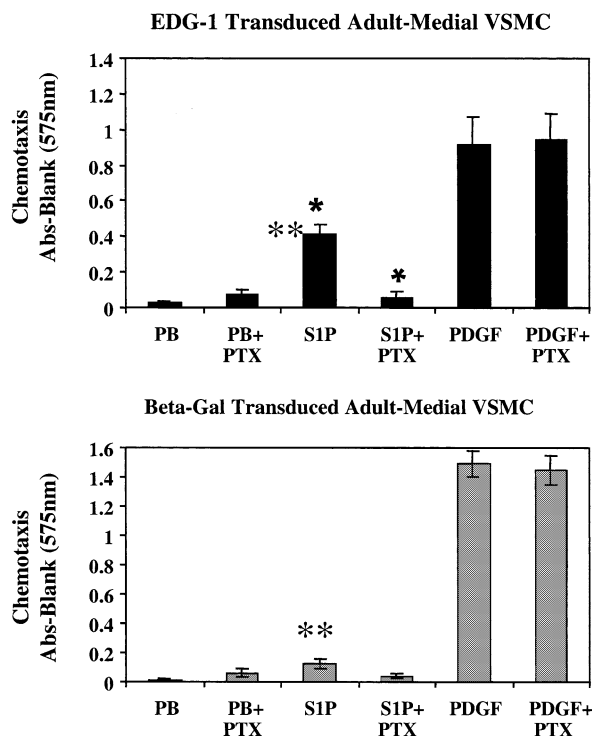 EDG-1 Transduced Adult-Medial VSMC
Chemotaxis
Abs-Blank (575nm)
1.4
1.2
1
0.8
0.6
0.4
0.2
0
**
*
*
PB
PB+
PTX
S1P
S1P+
PTX
PDGF
PDGF+
PTX
Beta-Gal Transduced Adult-Medial VSMC
Chemotaxis
Abs-Blank (575nm)
1.6
1.4
1.2
1
0.8
0.6
0.4
0.2
0
**
PB
PB+
PTX
S1P
S1P+
PTX
PDGF
PDGF+
PTX